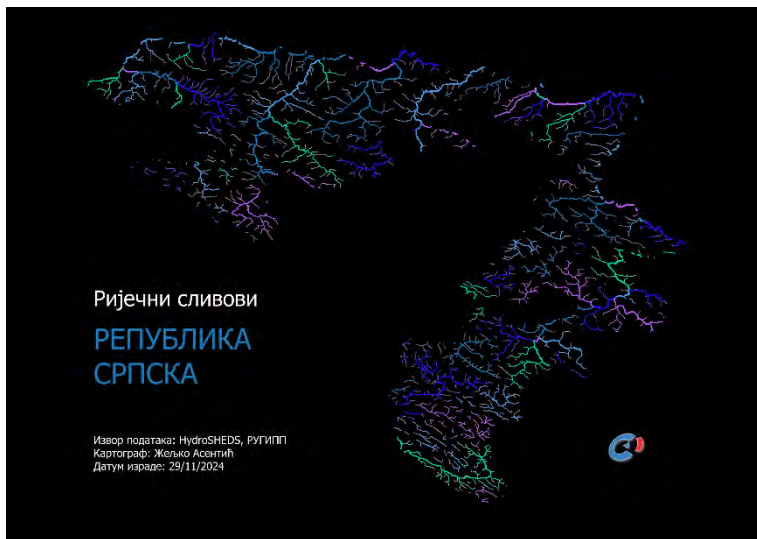 Ријечни сливови
РЕПУБЛИКА
СРПСКА
Извор података: HydroSHEDS, РУГИПП
Картограф: Жељко Асентић
Датум израде: 29/11/2024